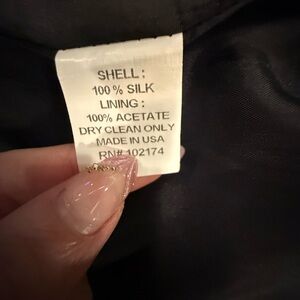 SHELL :
100 % SILK
LINING :
100% ACETATE
DRY CLEAN ONLY
MADE IN USA
RN# 102174